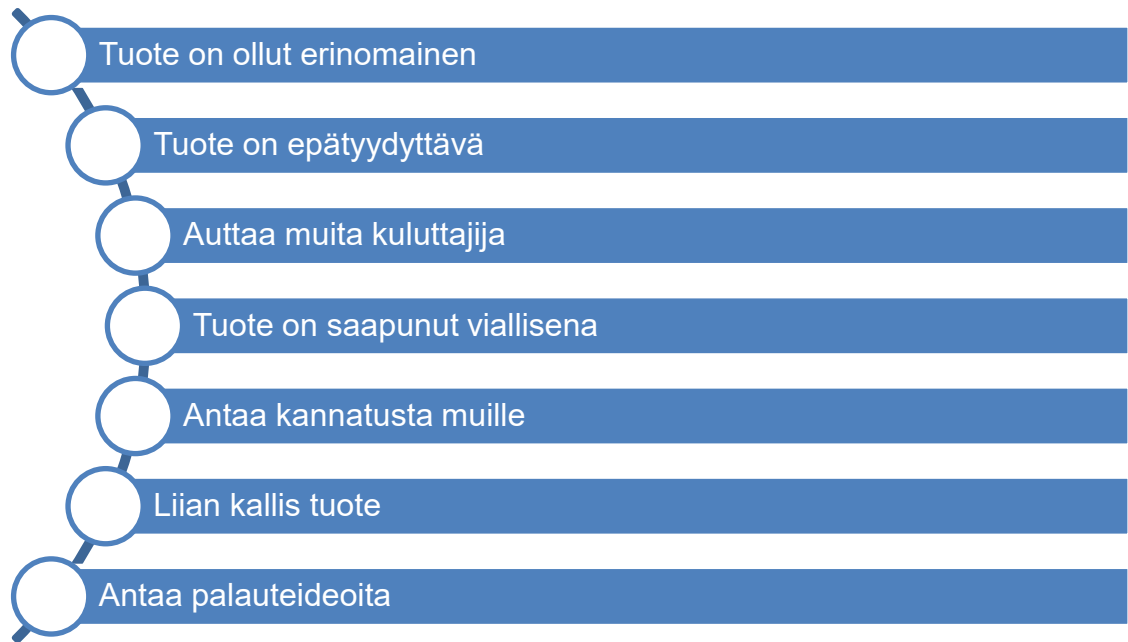 Tuote on ollut erinomainen
Tuote on epätyydyttävä
Auttaa muita kuluttajija
Tuote on saapunut viallisena
Antaa kannatusta muille
Liian kallis tuote
Antaa palauteideoita